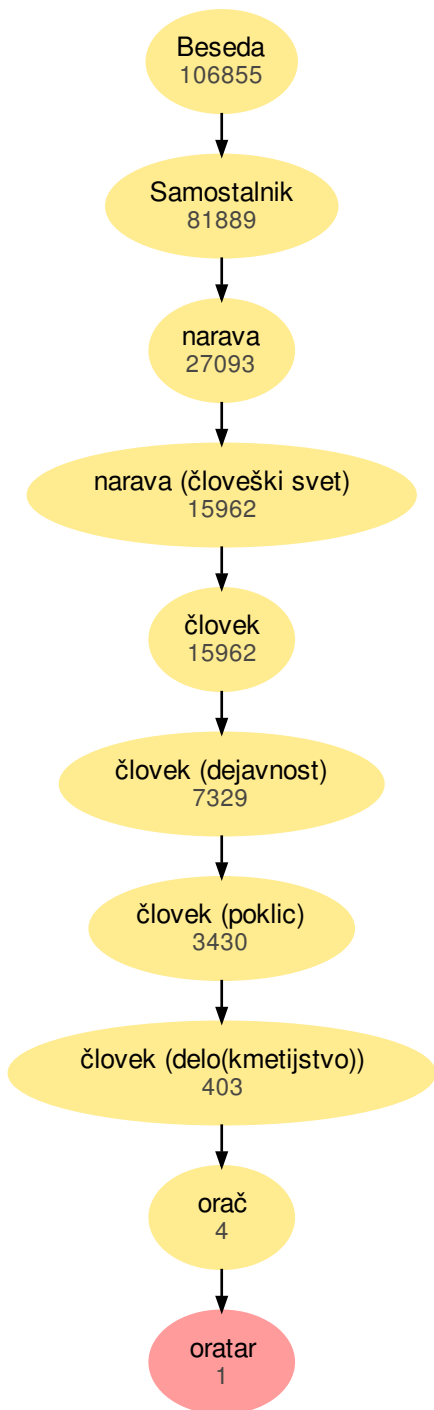 Beseda
106855
Samostalnik
81889
narava
27093
narava (človeški svet)
15962
človek
15962
človek (dejavnost)
7329
človek (poklic)
3430
človek (delo(kmetijstvo))
403
orač
4
oratar
1